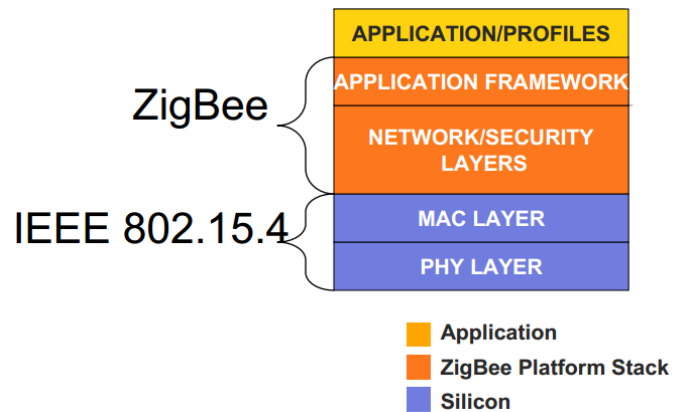 APPLICATION/PROFILES
APPLICATION FRAMEWORK
ZigBee
NETWORK/SECURITY
LAYERS
IEEE 802.15.4
MAC LAYER
PHY LAYER
Application
ZigBee Platform Stack
Silicon